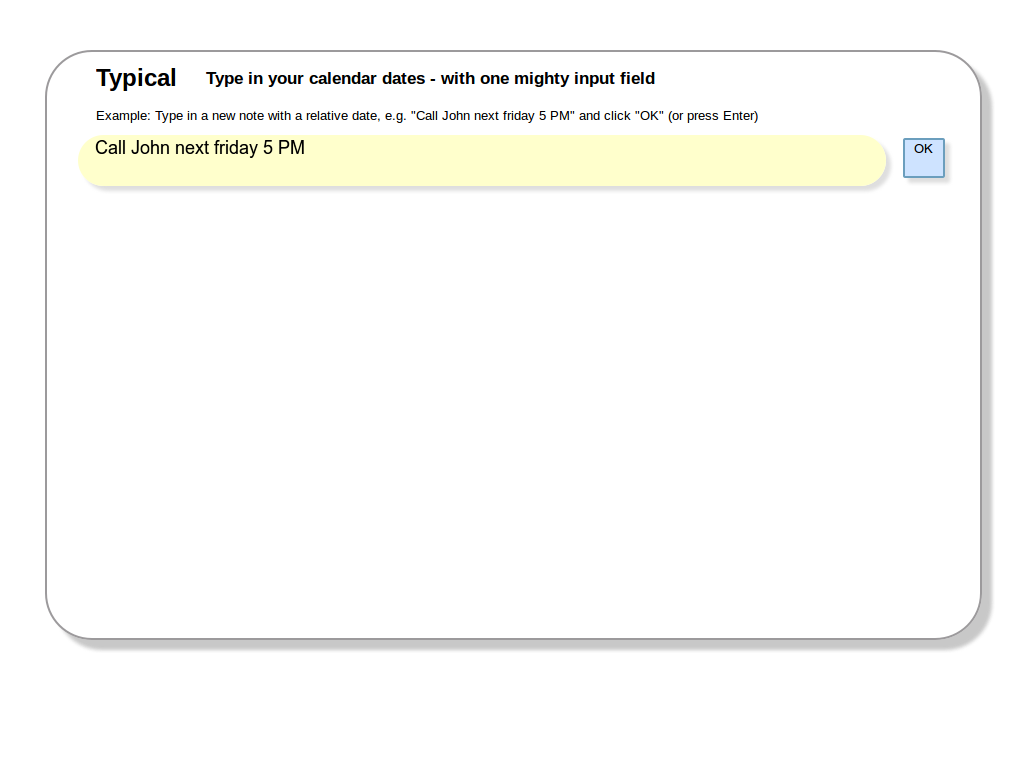 Typical Type in your calendar dates - with one mighty input field
Example: Type in a new note with a relative date, e.g. "Call John next friday 5 PM" and click "OK" (or press Enter)
Call John next friday 5 PM
OK